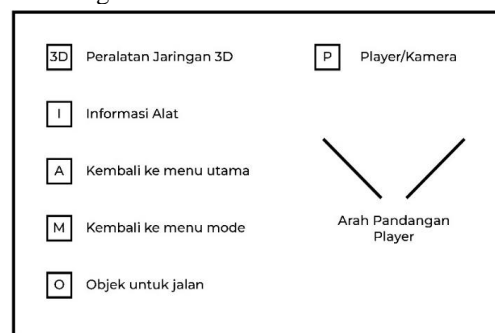 3D Peralatan Jaringan 3D
P Player/Kamera
I Informasi Alat
A Kembali ke menu utama
M Kembali ke menu mode
Arah Pandangan
Player
O Objek untuk jalan